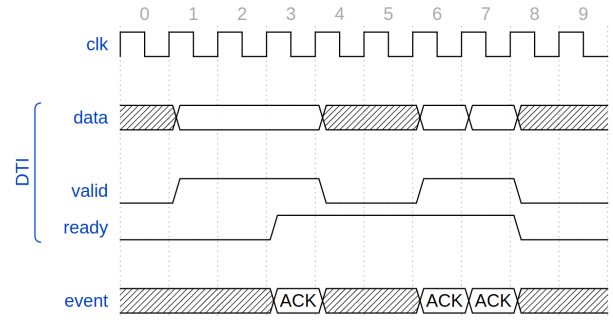 0 1 2 3 4 5 6 7 8 9
clk
data
DTI
valid
ready
event ACK ACK ACK